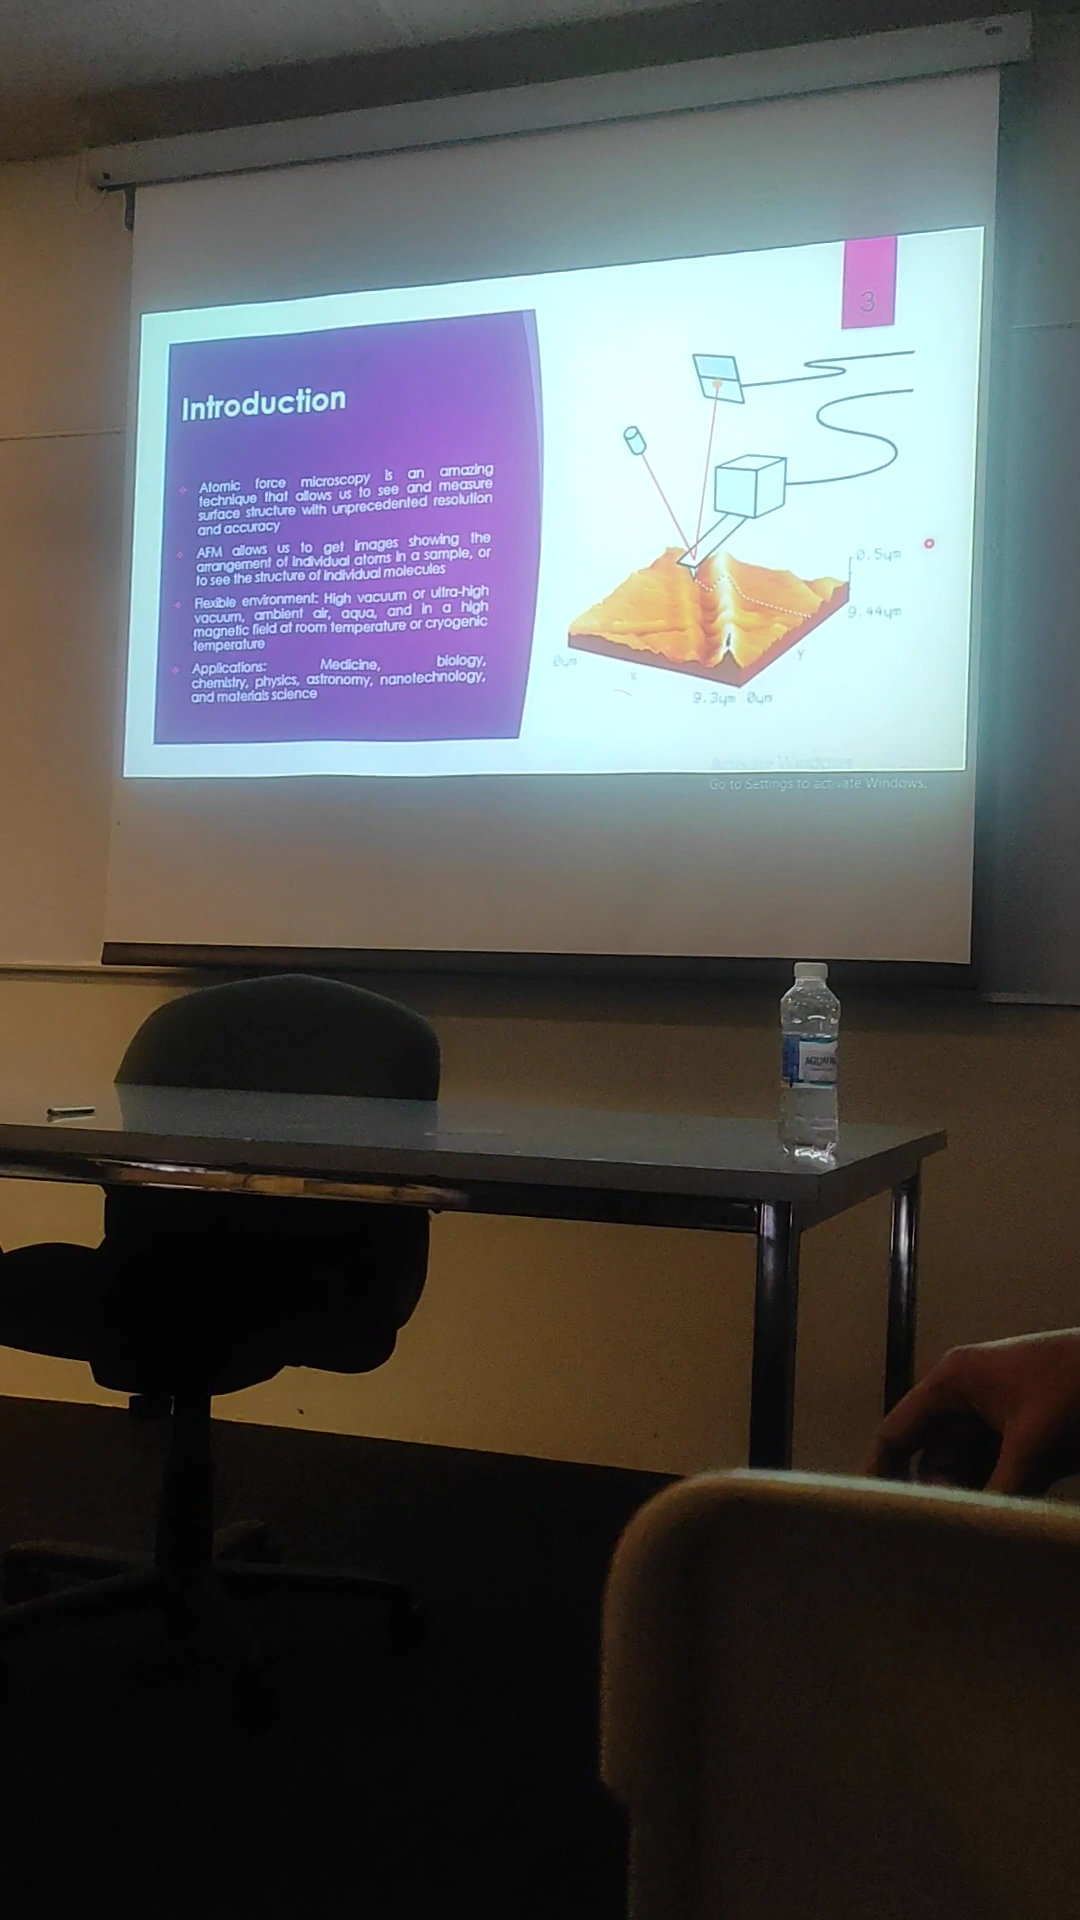 3
Introduction
Atomic force microscopy is an amazing
technique that allows us to see and measure
surface structure with unprecedented resolution
and accuracy
AFM allows us to get images showing the
arrangement of individual atoms in a sample, or
to see the structure of individual molecules
Flexible environment: High vacuum or ultra-high
vacuum, ambient air, aqua, and in a high
magnetic field at room temperature or cryogenic
temperature
Applications: Medicine, biology,
chemistry, physics, astronomy, nanotechnology,
and materials science
0.5µm
9.44µm
0µm
X
Y
9.3µm 0µm
Activate Windows
Go to Settings to activate Windows.